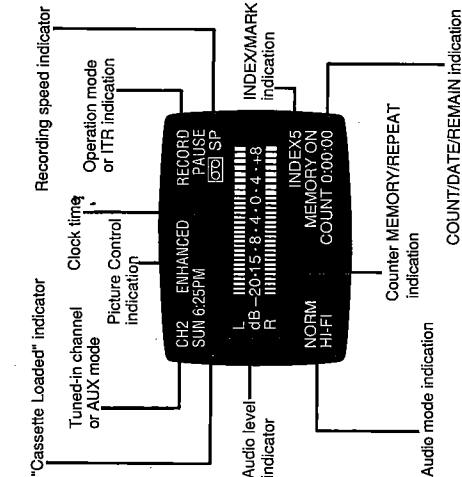 "Cassette Loaded" indicator
Tuned-in channel
or AUX mode
Picture Control
indication
Clock time
Operation mode
or ITR indication
Recording speed indicator
CH2 ENHANCED RECORD
SUN 6:25PM PAUSE
SP
L
dB–20·15·8·4·0·4·+8
R
INDEX5
NORM MEMORY ON
HI-FI COUNT 0:00:00
Audio level
indicator
INDEX/MARK
indication
Audio mode indication
Counter MEMORY/REPEAT
indication
COUNT/DATE/REMAIN indication